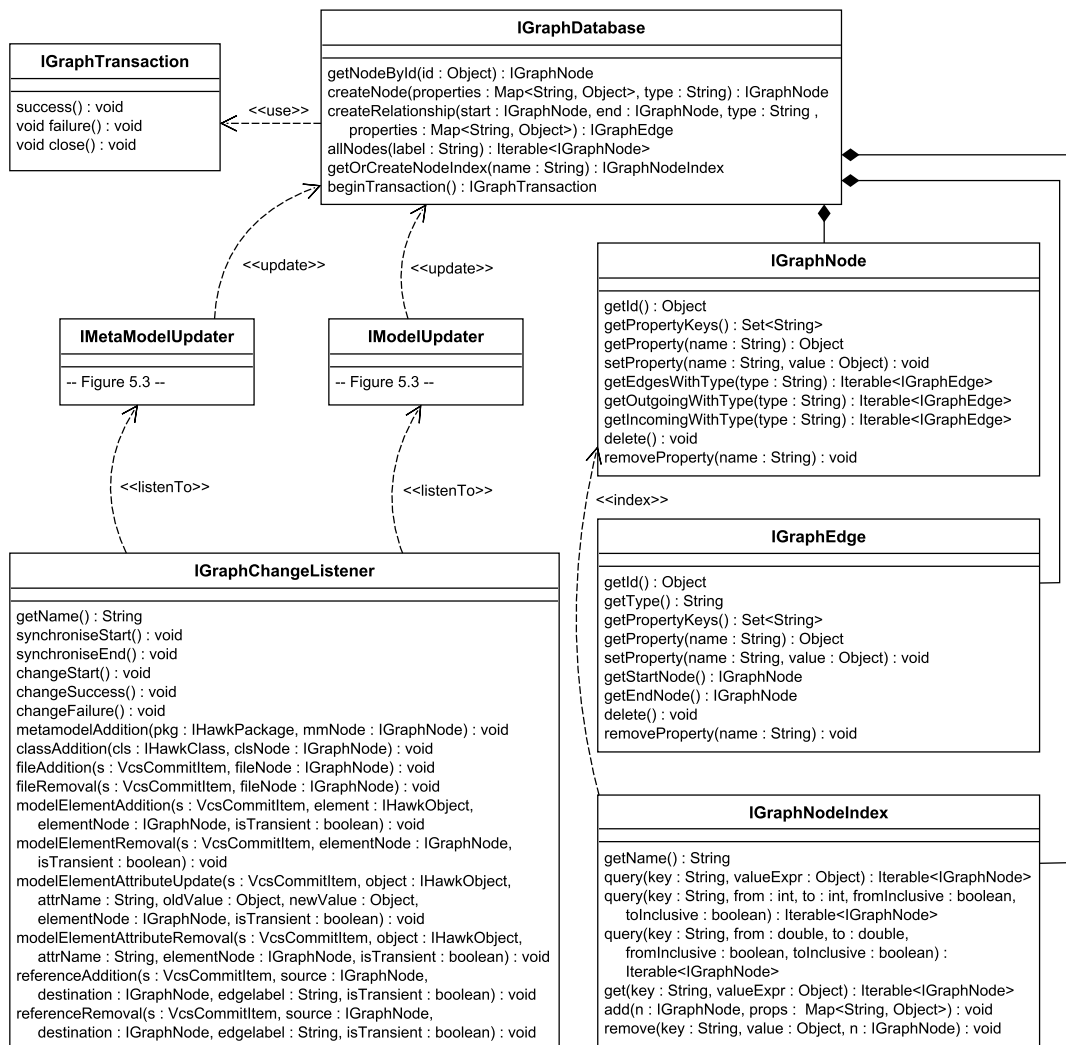 IGraphTransaction
success() : void
void failure() : void
void close() : void
<<use>>
IGraphDatabase
getNodeById(id : Object) : IGraphNode
createNode(properties : Map<String, Object>, type : String) : IGraphNode
createRelationship(start : IGraphNode, end : IGraphNode, type : String ,
properties : Map<String, Object>) : IGraphEdge
allNodes(label : String) : Iterable<IGraphNode>
getOrCreateNodeIndex(name : String) : IGraphNodeIndex
beginTransaction() : IGraphTransaction
<<update>>
<<update>>
IMetaModelUpdater
-- Figure 5.3 --
IModelUpdater
-- Figure 5.3 --
<<listenTo>>
<<listenTo>>
IGraphNode
getId() : Object
getPropertyKeys() : Set<String>
getProperty(name : String) : Object
setProperty(name : String, value : Object) : void
getEdgesWithType(type : String) : Iterable<IGraphEdge>
getOutgoingWithType(type : String) : Iterable<IGraphEdge>
getIncomingWithType(type : String) : Iterable<IGraphEdge>
delete() : void
removeProperty(name : String) : void
<<index>>
IGraphEdge
getId() : Object
getType() : String
getPropertyKeys() : Set<String>
getProperty(name : String) : Object
setProperty(name : String, value : Object) : void
getStartNode() : IGraphNode
getEndNode() : IGraphNode
delete() : void
removeProperty(name : String) : void
IGraphChangeListener
getName() : String
synchroniseStart() : void
synchroniseEnd() : void
changeStart() : void
changeSuccess() : void
changeFailure() : void
metamodelAddition(pkg : IHawkPackage, mmNode : IGraphNode) : void
classAddition(cls : IHawkClass, clsNode : IGraphNode) : void
fileAddition(s : VcsCommitItem, fileNode : IGraphNode) : void
fileRemoval(s : VcsCommitItem, fileNode : IGraphNode) : void
modelElementAddition(s : VcsCommitItem, element : IHawkObject,
elementNode : IGraphNode, isTransient : boolean) : void
modelElementRemoval(s : VcsCommitItem, elementNode : IGraphNode,
isTransient : boolean) : void
modelElementAttributeUpdate(s : VcsCommitItem, object : IHawkObject,
attrName : String, oldValue : Object, newValue : Object,
elementNode : IGraphNode, isTransient : boolean) : void
modelElementAttributeRemoval(s : VcsCommitItem, object : IHawkObject,
attrName : String, elementNode : IGraphNode, isTransient : boolean) : void
referenceAddition(s : VcsCommitItem, source : IGraphNode,
destination : IGraphNode, edgelabel : String, isTransient : boolean) : void
referenceRemoval(s : VcsCommitItem, source : IGraphNode,
destination : IGraphNode, edgelabel : String, isTransient : boolean) : void
IGraphNodeIndex
getName() : String
query(key : String, valueExpr : Object) : Iterable<IGraphNode>
query(key : String, from : int, to : int, fromInclusive : boolean,
toInclusive : boolean) : Iterable<IGraphNode>
query(key : String, from : double, to : double,
fromInclusive : boolean, toInclusive : boolean) :
Iterable<IGraphNode>
get(key : String, valueExpr : Object) : Iterable<IGraphNode>
add(n : IGraphNode, props :  Map<String, Object>) : void
remove(key : String, value : Object, n : IGraphNode) : void